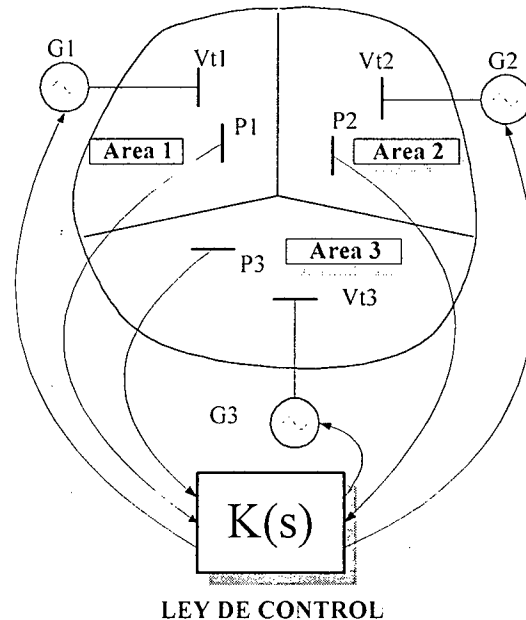 G1
Vt1
Vt2
G2
P1
P2
Area 1
Area 2
Area 3
P3
Vt3
G3
K(s)
LEY DE CONTROL